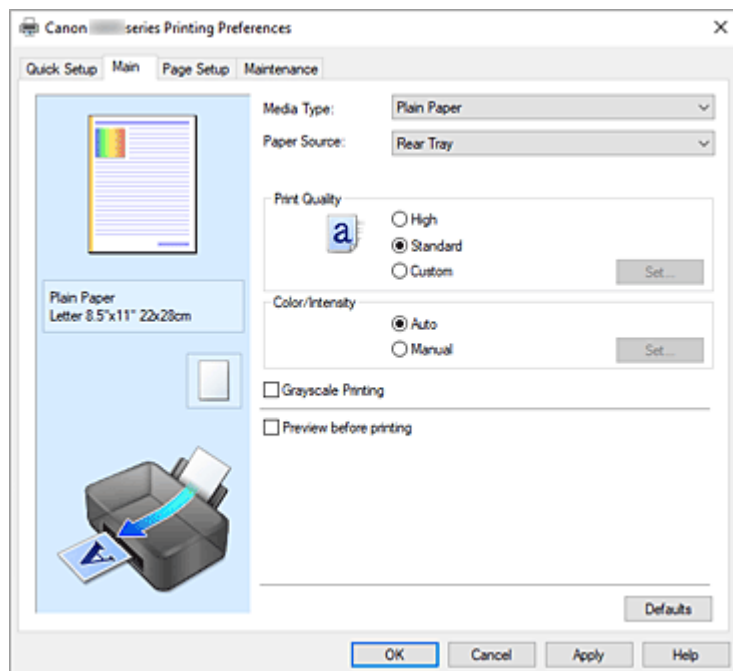 Canon series Printing Preferences
Quick Setup Main Page Setup Maintenance
Media Type: Plain Paper
Paper Source: Rear Tray
Print Quality
a
High
Standard
Custom Set...
Plain Paper
Letter 8.5"x11" 22x28cm
Color/Intensity
Auto
Manual Set...
Grayscale Printing
Preview before printing
A
Defaults
OK Cancel Apply Help